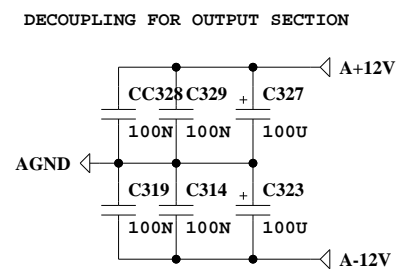 DECOUPLING FOR OUTPUT SECTION
A+12V
CC328 C329 + C327
100N 100N 100U
AGND
C319 C314 + C323
100N 100N 100U
A-12V